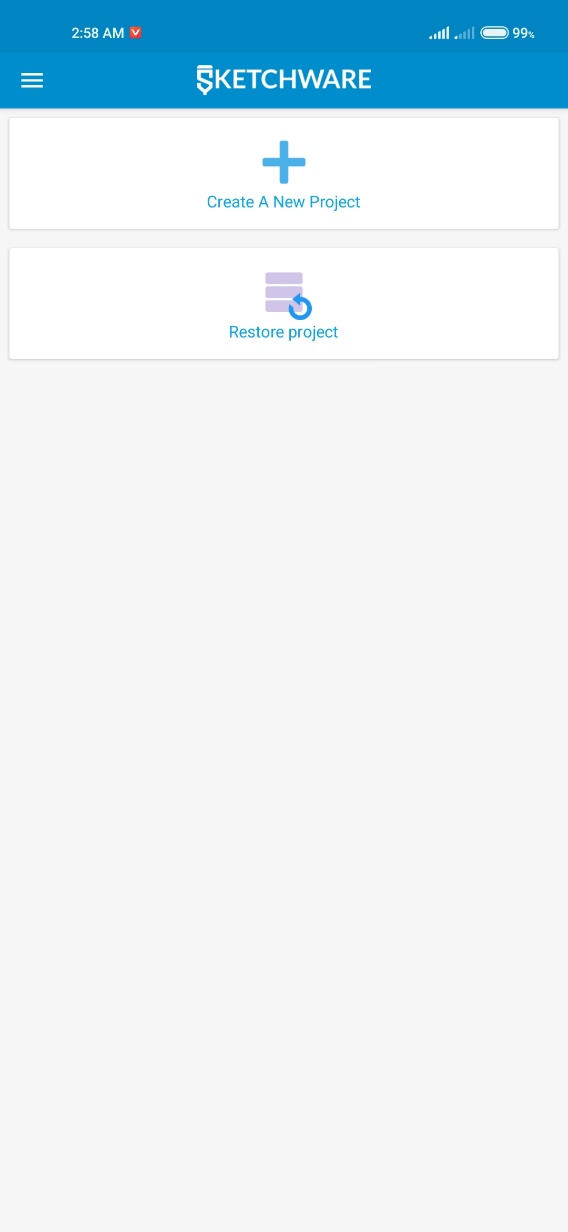 2:58 AM
99%
SKETCHWARE
Create A New Project
Restore project